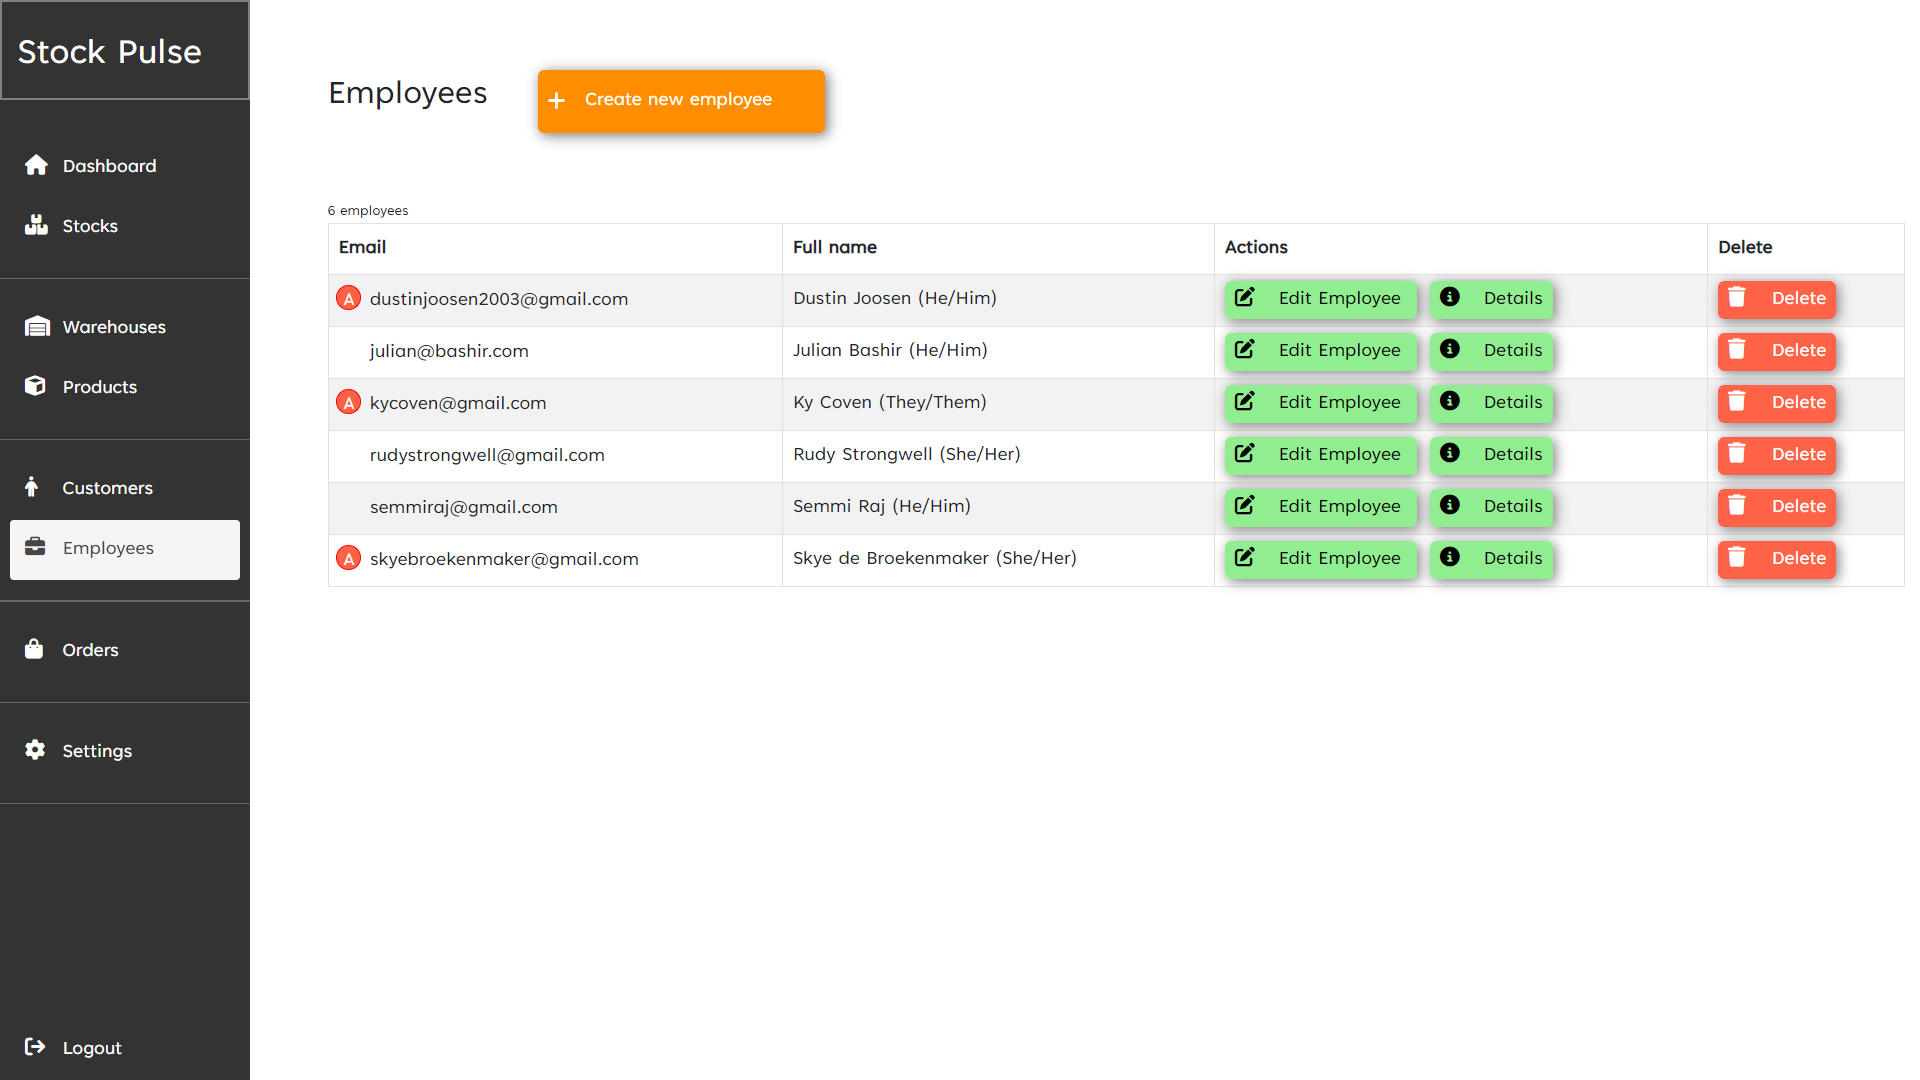 Stock Pulse
Dashboard
Stocks
Warehouses
Products
Customers
Employees
Orders
Settings
Logout
Employees
Create new employee
6 employees
Email Full name Actions Delete
A dustinjoosen2003@gmail.com Dustin Joosen (He/Him) Edit Employee Details Delete
julian@bashir.com Julian Bashir (He/Him) Edit Employee Details Delete
A kycoven@gmail.com Ky Coven (They/Them) Edit Employee Details Delete
rudystrongwell@gmail.com Rudy Strongwell (She/Her) Edit Employee Details Delete
semmiraj@gmail.com Semmi Raj (He/Him) Edit Employee Details Delete
A skyebroekenmaker@gmail.com Skye de Broekenmaker (She/Her) Edit Employee Details Delete